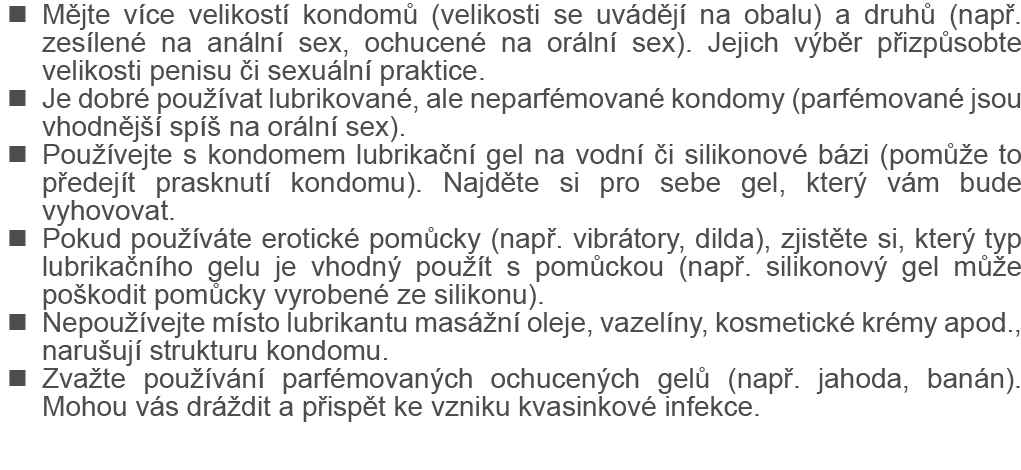 ■ Mějte více velikostí kondomů (velikosti se uvádějí na obalu) a druhů (např.
zesílené na anální sex, ochucené na orální sex). Jejich výběr přizpůsobte
velikosti penisu či sexuální praktice.
■ Je dobré používat lubrikované, ale neparfémované kondomy (parfémované jsou
vhodnější spíš na orální sex).
■ Používejte s kondomem lubrikační gel na vodní či silikonové bázi (pomůže to
předejít prasknutí kondomu). Najděte si pro sebe gel, který vám bude
vyhovovat.
■ Pokud používáte erotické pomůcky (např. vibrátory, dilda), zjistěte si, který typ
lubrikačního gelu je vhodný použít s pomůckou (např. silikonový gel může
poškodit pomůcky vyrobené ze silikonu).
■ Nepoužívejte místo lubrikantu masážní oleje, vazelíny, kosmetické krémy apod.,
narušují strukturu kondomu.
■ Zvažte používání parfémovaných ochucených gelů (např. jahoda, banán).
Mohou vás dráždit a přispět ke vzniku kvasinkové infekce.